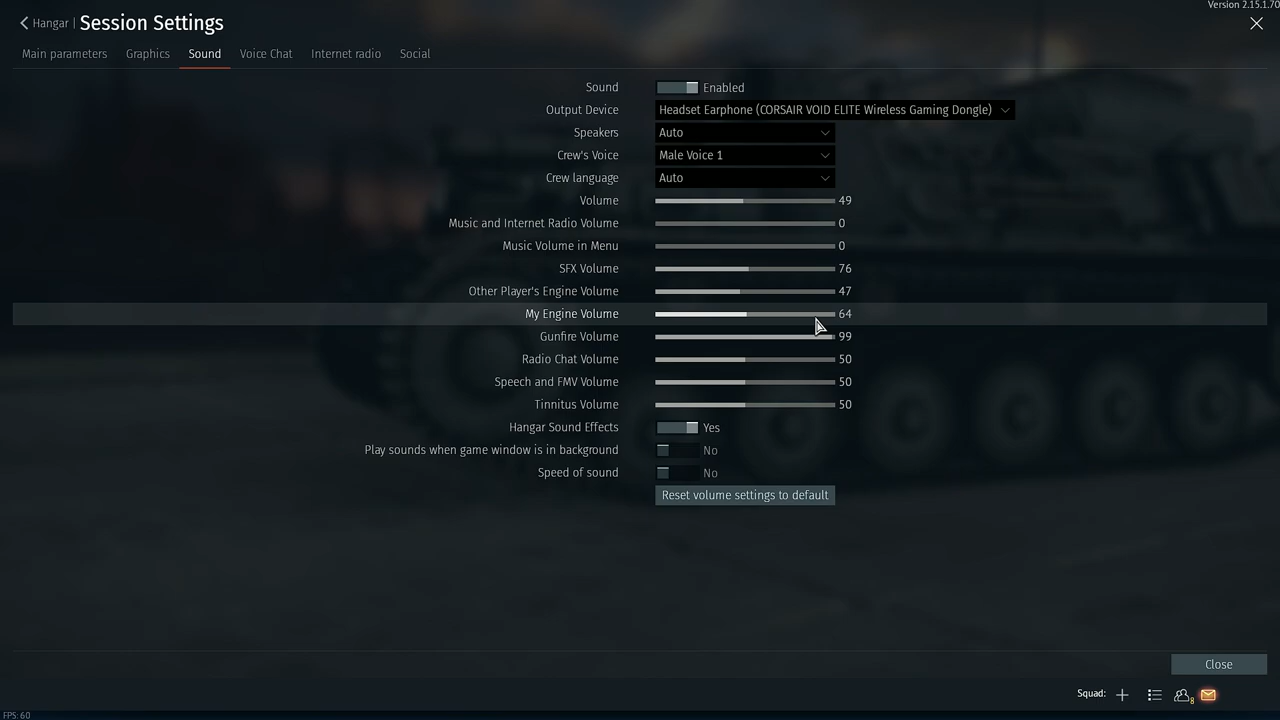 Version 2.15.1.70
Hangar | Session Settings
Main parameters Graphics Sound Voice Chat Internet radio Social
Sound Enabled
Output Device Headset Earphone (CORSAIR VOID ELITE Wireless Gaming Dongle)
Speakers Auto
Crew's Voice Male Voice 1
Crew language Auto
Volume 49
Music and Internet Radio Volume 0
Music Volume in Menu 0
SFX Volume 76
Other Player's Engine Volume 47
My Engine Volume 64
Gunfire Volume 99
Radio Chat Volume 50
Speech and FMV Volume 50
Tinnitus Volume 50
Hangar Sound Effects Yes
Play sounds when game window is in background No
Speed of sound No
Reset volume settings to default
Close
Squad: 8
FPS: 60